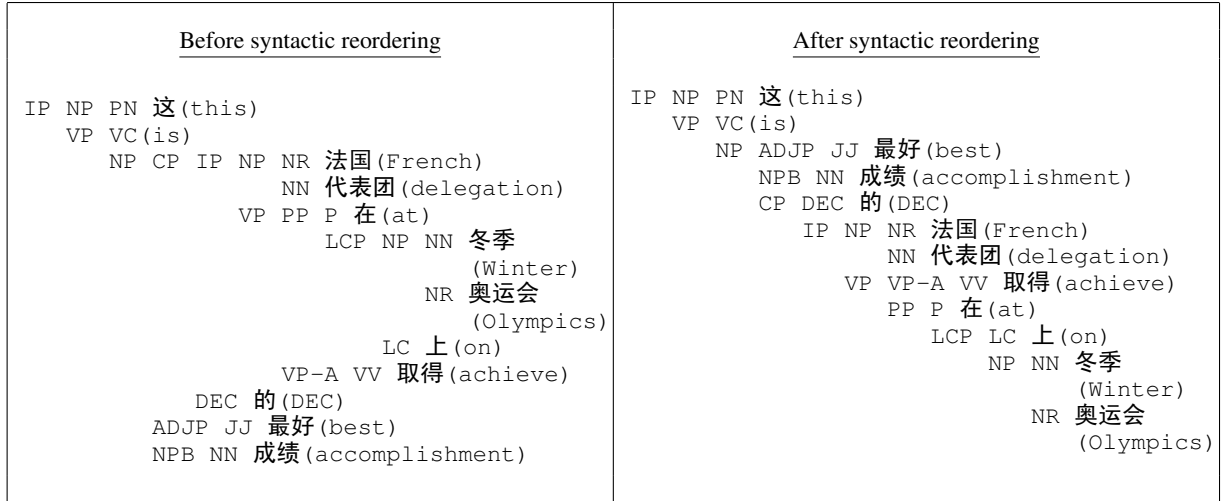 Before syntactic reordering
IP NP PN 这(this)
VP VC(is)
NP CP IP NP NR 法国(French)
NN 代表团(delegation)
VP PP P 在(at)
LCP NP NN 冬季
(Winter)
NR 奥运会
(Olympics)
LC 上(on)
VP-A VV 取得(achieve)
DEC 的(DEC)
ADJP JJ 最好(best)
NPB NN 成绩(accomplishment)
After syntactic reordering
IP NP PN 这(this)
VP VC(is)
NP ADJP JJ 最好(best)
NPB NN 成绩(accomplishment)
CP DEC 的(DEC)
IP NP NR 法国(French)
NN 代表团(delegation)
VP VP-A VV 取得(achieve)
PP P 在(at)
LCP LC 上(on)
NP NN 冬季
(Winter)
NR 奥运会
(Olympics)